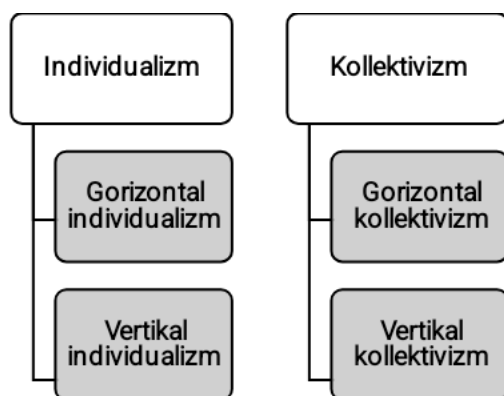 Individualizm
Gorizontal
individualizm
Vertikal
individualizm
Kollektivizm
Gorizontal
kollektivizm
Vertikal
kollektivizm